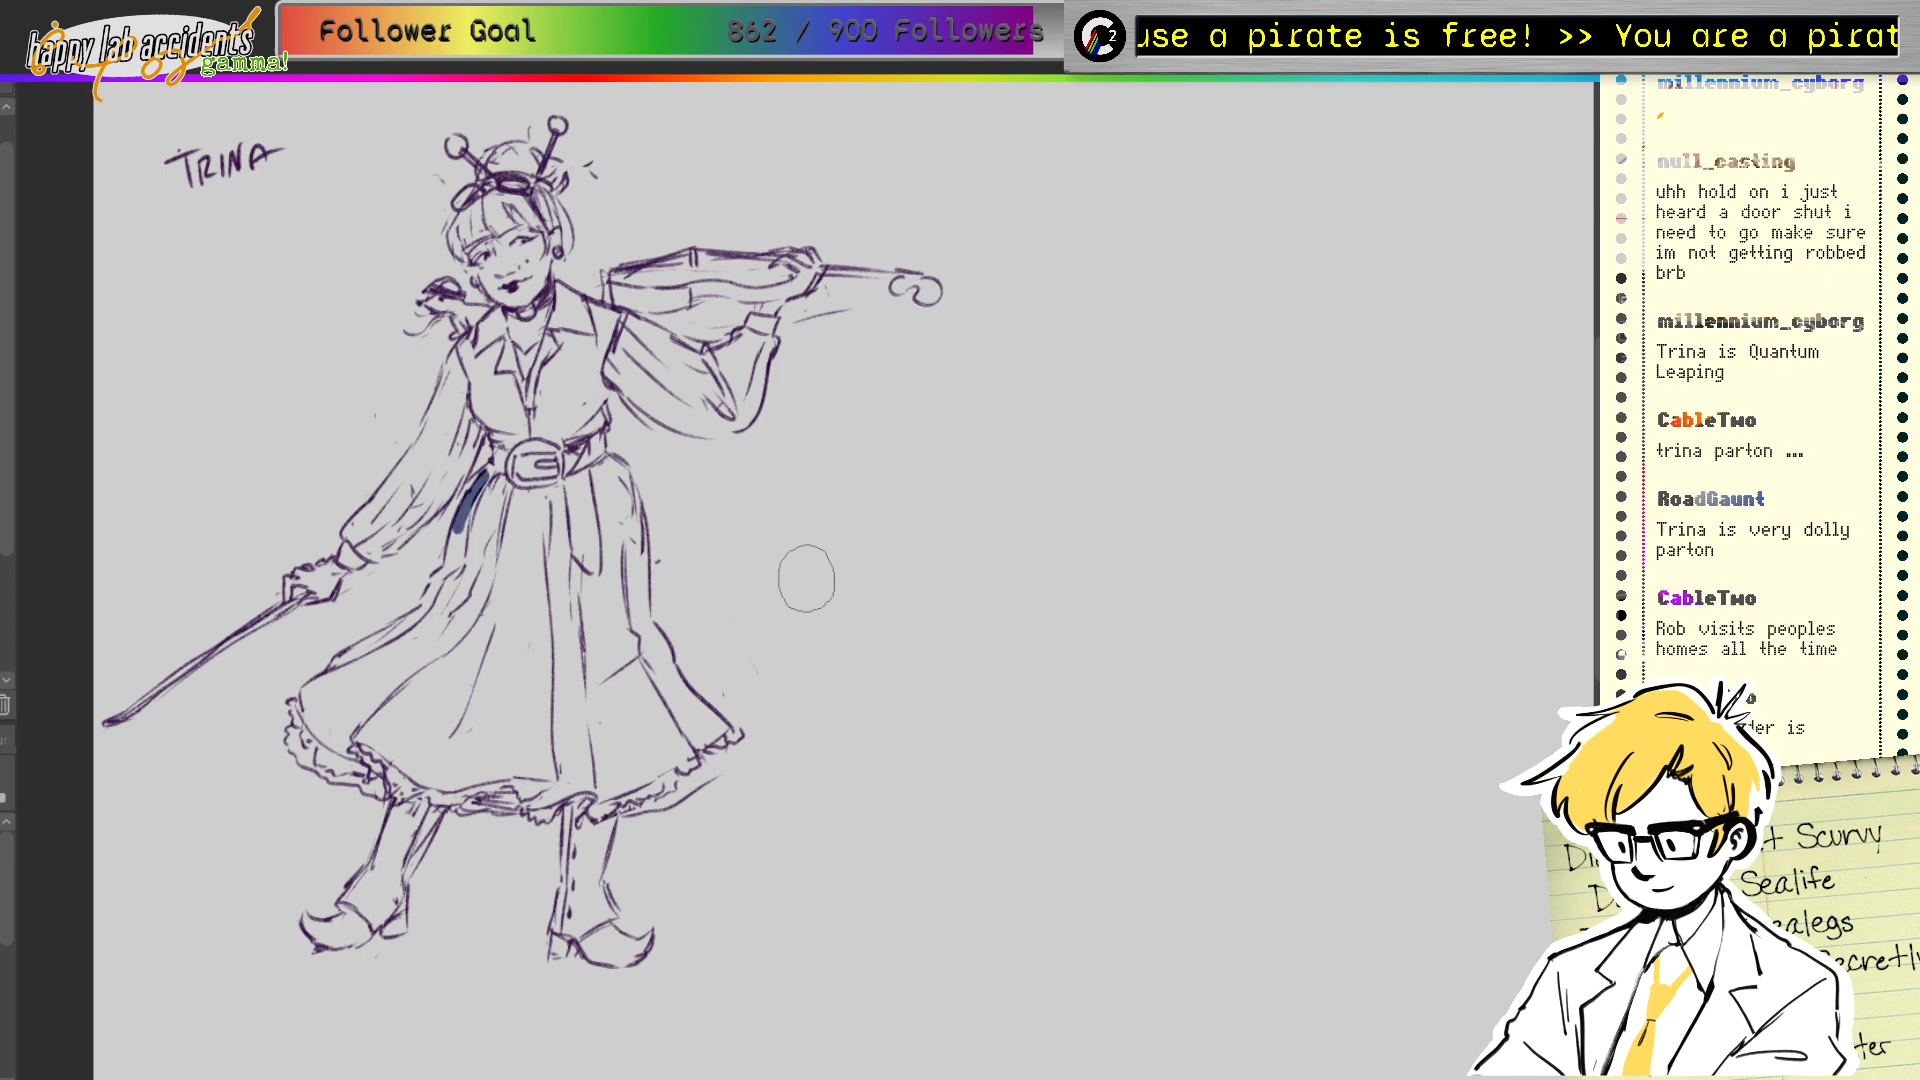 happy lab accidents
gamma!
Follower Goal
862 / 900 Followers
use a pirate is free! >> You are a pirat
TRINA
millennium_cyborg
null_casting
uhh hold on i just
heard a door shut i
need to go make sure
im not getting robbed
brb
millennium_cyborg
Trina is Quantum
Leaping
CableTwo
trina parton ...
RoadGaunt
Trina is very dolly
parton
CableTwo
Rob visits peoples
homes all the time
is
Scurvy
Sealife